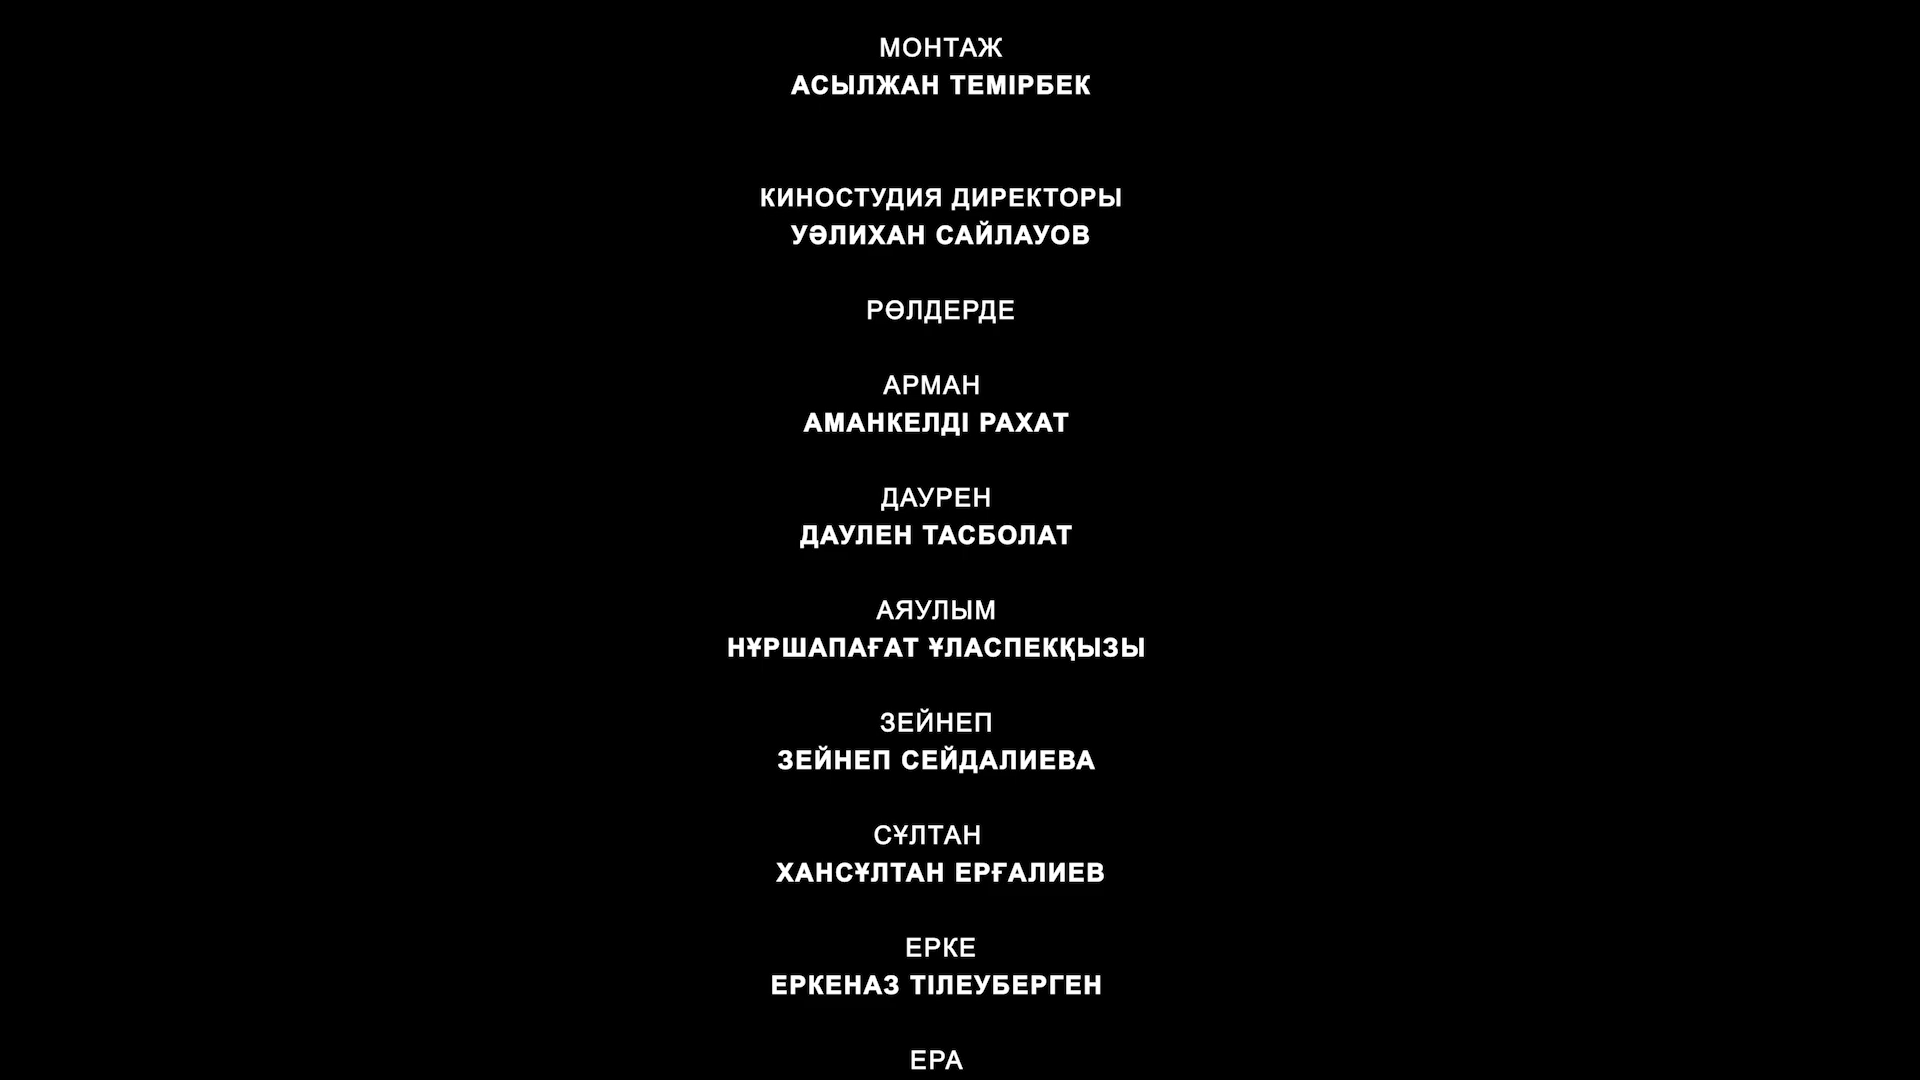 МОНТАЖ
АСЫЛЖАН ТЕМІРБЕК
КИНОСТУДИЯ ДИРЕКТОРЫ
УӘЛИХАН САЙЛАУОВ
РӨЛДЕРДЕ
АРМАН
АМАНКЕЛДІ РАХАТ
ДАУРЕН
ДАУЛЕН ТАСБОЛАТ
АЯУЛЫМ
НҰРШАПАҒАТ ҰЛАСПЕКҚЫЗЫ
ЗЕЙНЕП
ЗЕЙНЕП СЕЙДАЛИЕВА
СҰЛТАН
ХАНСҰЛТАН ЕРҒАЛИЕВ
ЕРКЕ
ЕРКЕНАЗ ТІЛЕУБЕРГЕН
ЕРА